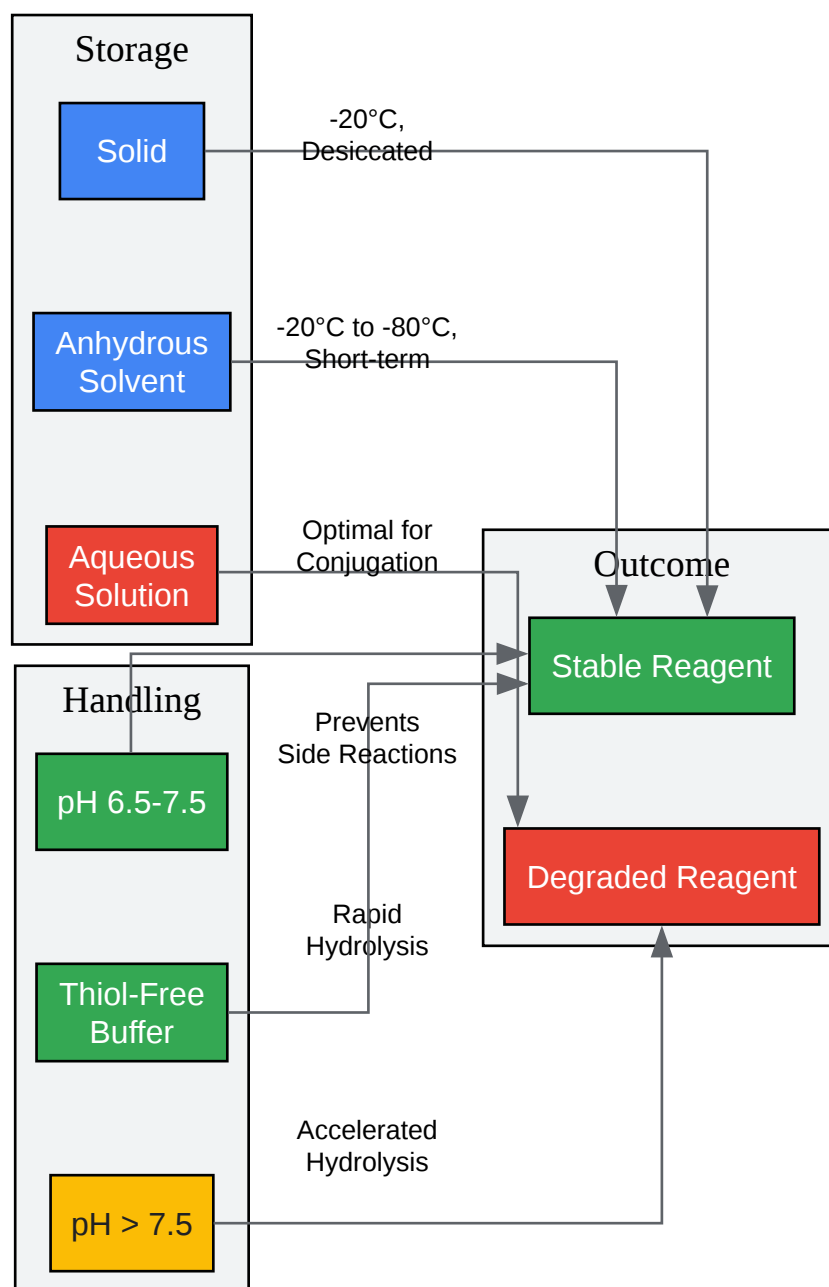 Storage
Solid
-20°C,
Desiccated
Anhydrous
Solvent
-20°C to -80°C,
Short-term
Aqueous
Solution
Optimal for
Conjugation
Outcome
Stable Reagent
Handling
Prevents
Side Reactions
pH 6.5-7.5
Degraded Reagent
Rapid
Hydrolysis
Thiol-Free
Buffer
Accelerated
Hydrolysis
pH > 7.5